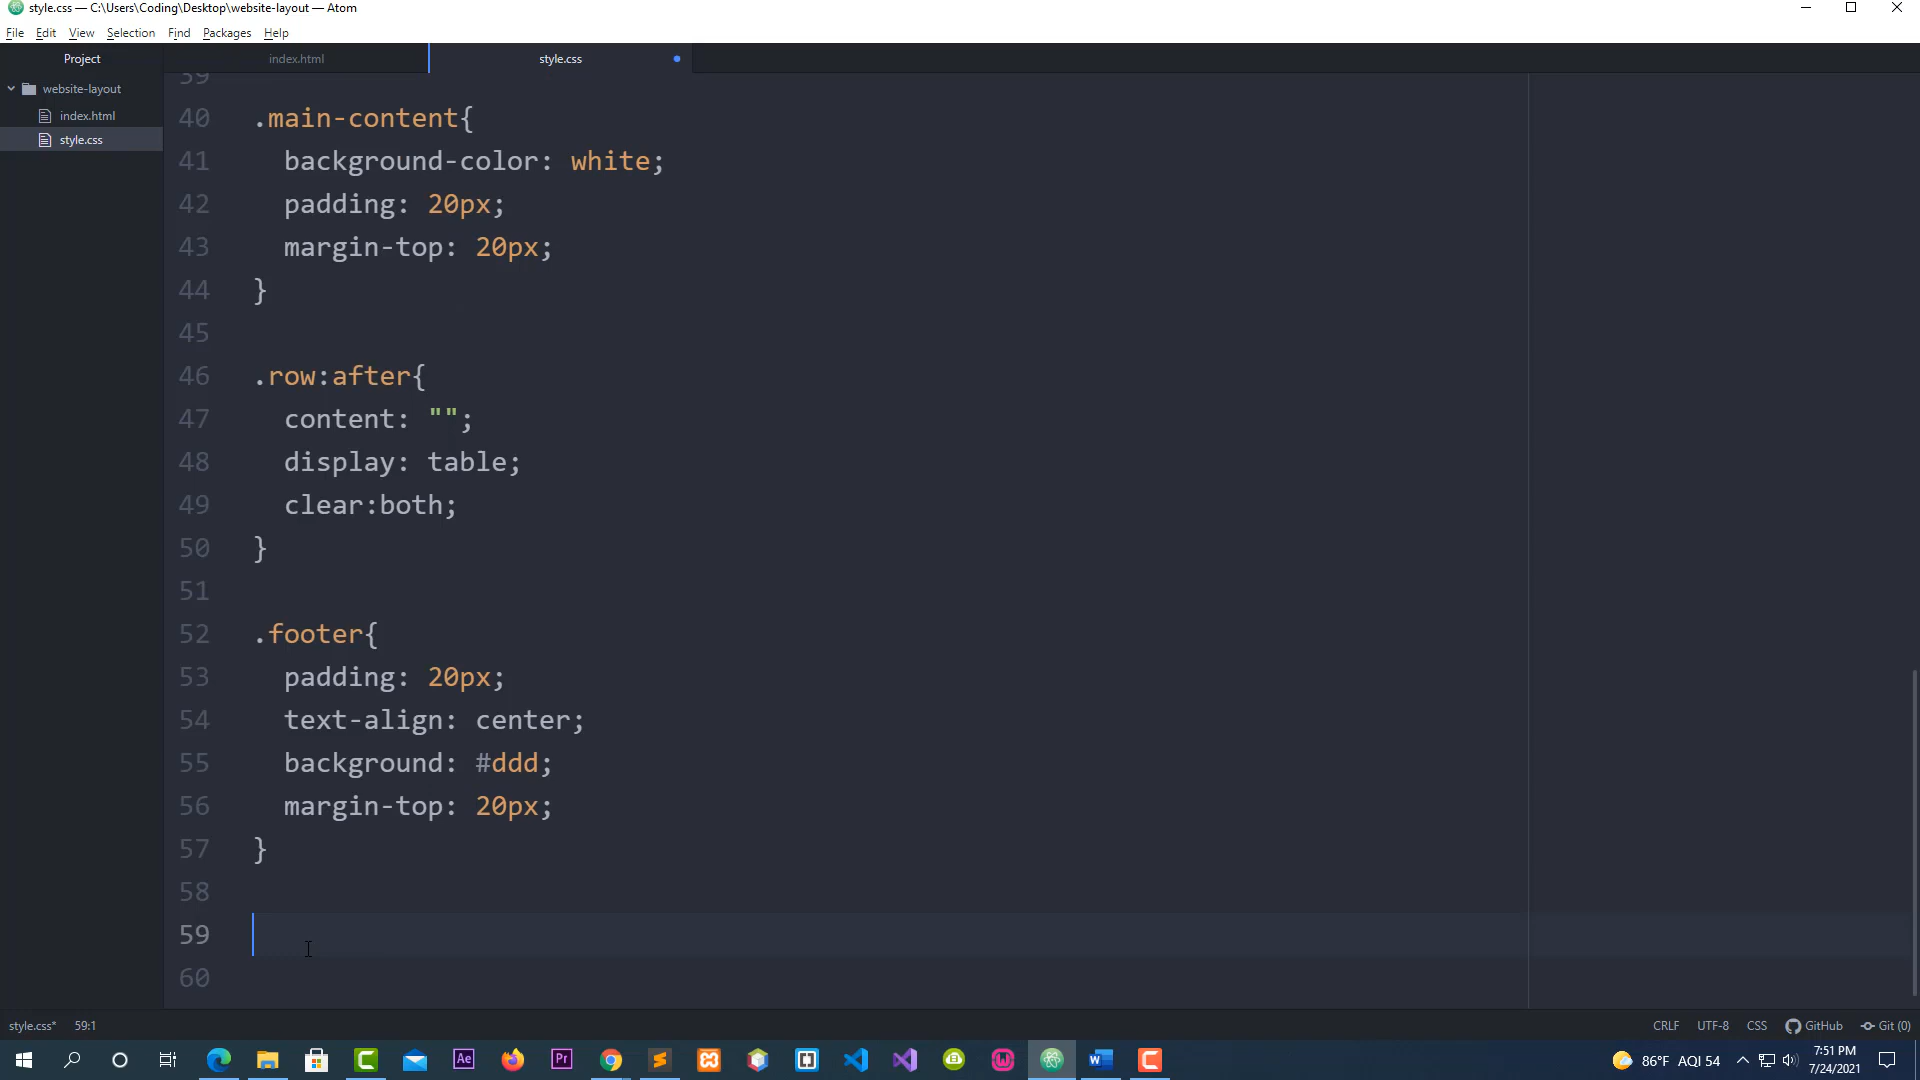 style.css — C:\Users\Coding\Desktop\website-layout — Atom
File Edit View Selection Find Packages Help
Project index.html style.css
website-layout
index.html
style.css
39
40 .main-content{
41 background-color: white;
42 padding: 20px;
43 margin-top: 20px;
44 }
45
46 .row:after{
47 content: "";
48 display: table;
49 clear:both;
50 }
51
52 .footer{
53 padding: 20px;
54 text-align: center;
55 background: #ddd;
56 margin-top: 20px;
57 }
58
59
60
style.css* 59:1 CRLF UTF-8 CSS GitHub Git (0)
Ae Pr 86°F AQI 54 7:51 PM
7/24/2021